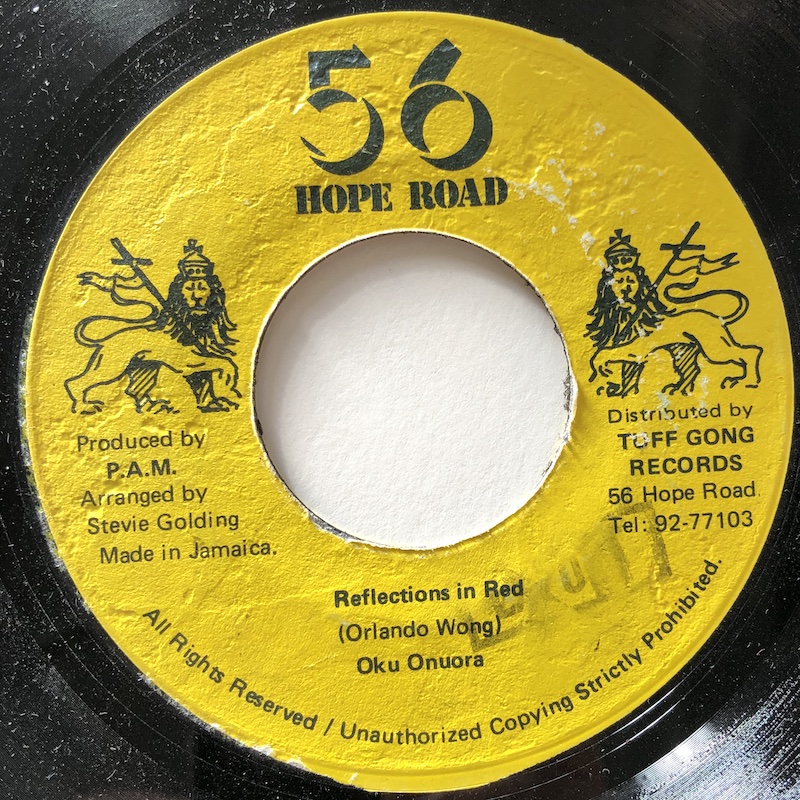 56
HOPE ROAD
Produced by
P.A.M.
Arranged by
Stevie Golding
Made in Jamaica.
Distributed by
TUFF GONG
RECORDS
56 Hope Road.
Tel: 92-77103
Reflections in Red
(Orlando Wong)
Oku Onuora
All Rights Reserved / Unauthorized Copying Strictly Prohibited.